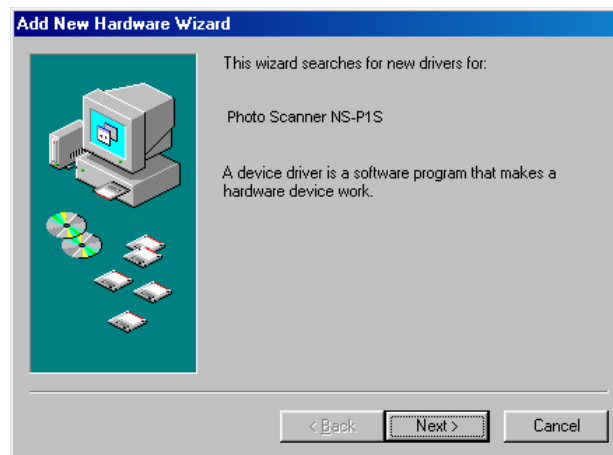 Add New Hardware Wizard
This wizard searches for new drivers for:
Photo Scanner NS-P1S
A device driver is a software program that makes a
hardware device work.
< Back
Next >
Cancel